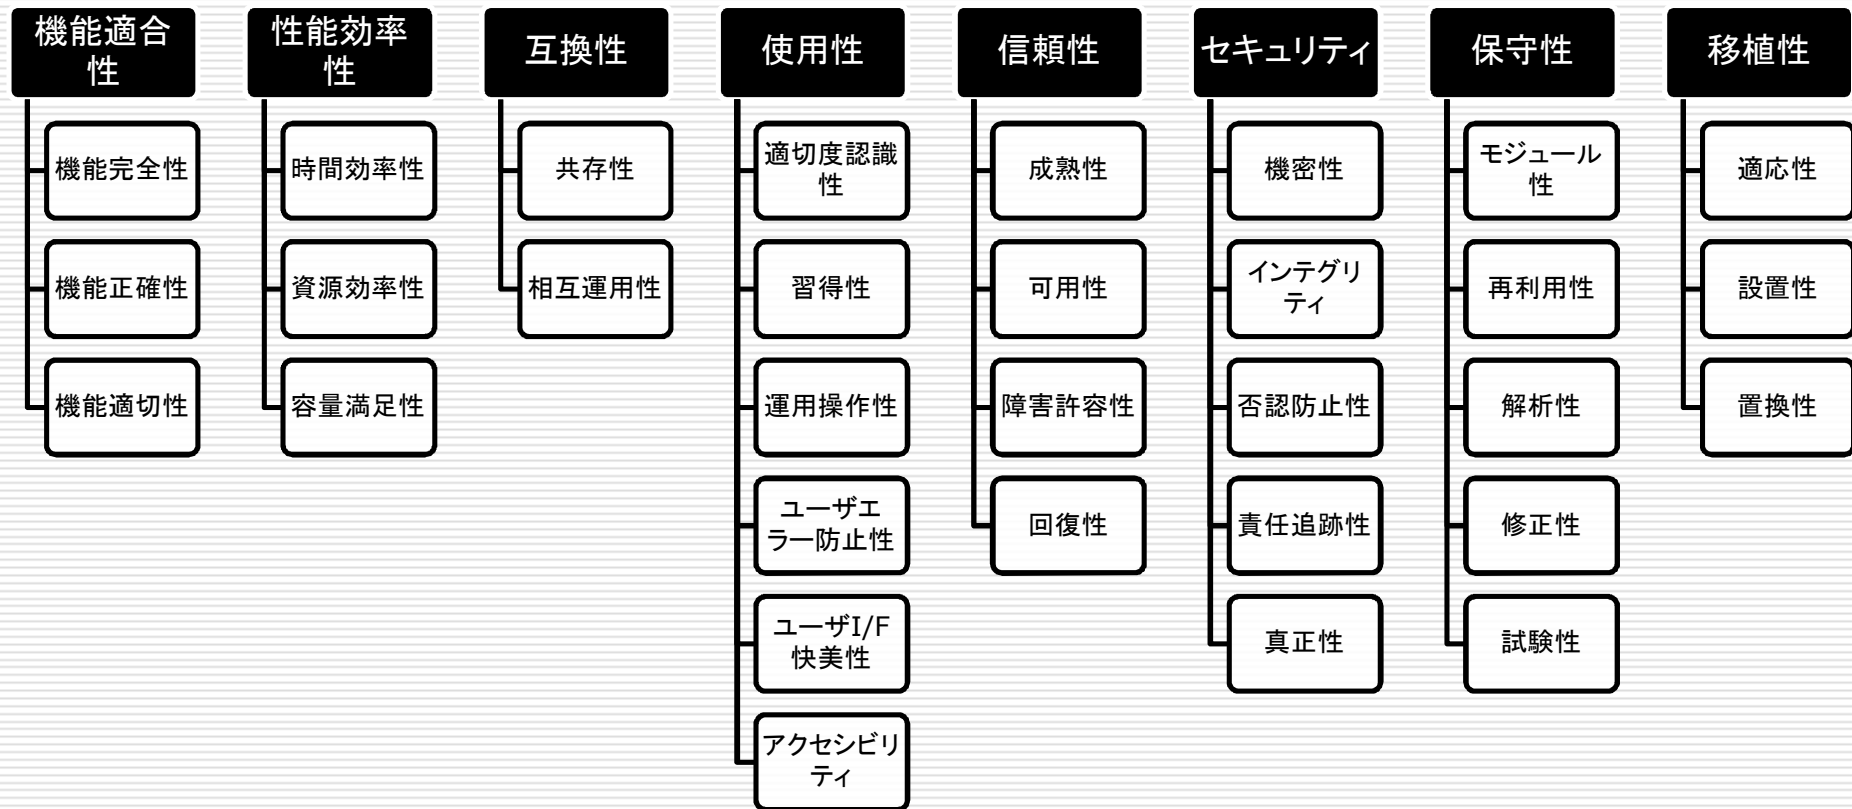 機能適合
性
機能完全性
機能正確性
機能適切性
性能効率
性
時間効率性
資源効率性
容量満足性
互換性
共存性
相互運用性
使用性
適切度認識
性
習得性
運用操作性
ユーザエ
ラー防止性
ユーザI/F
快美性
アクセシビリ
ティ
信頼性
成熟性
可用性
障害許容性
回復性
セキュリティ
機密性
インテグリ
ティ
否認防止性
責任追跡性
真正性
保守性
モジュール
性
再利用性
解析性
修正性
試験性
移植性
適応性
設置性
置換性